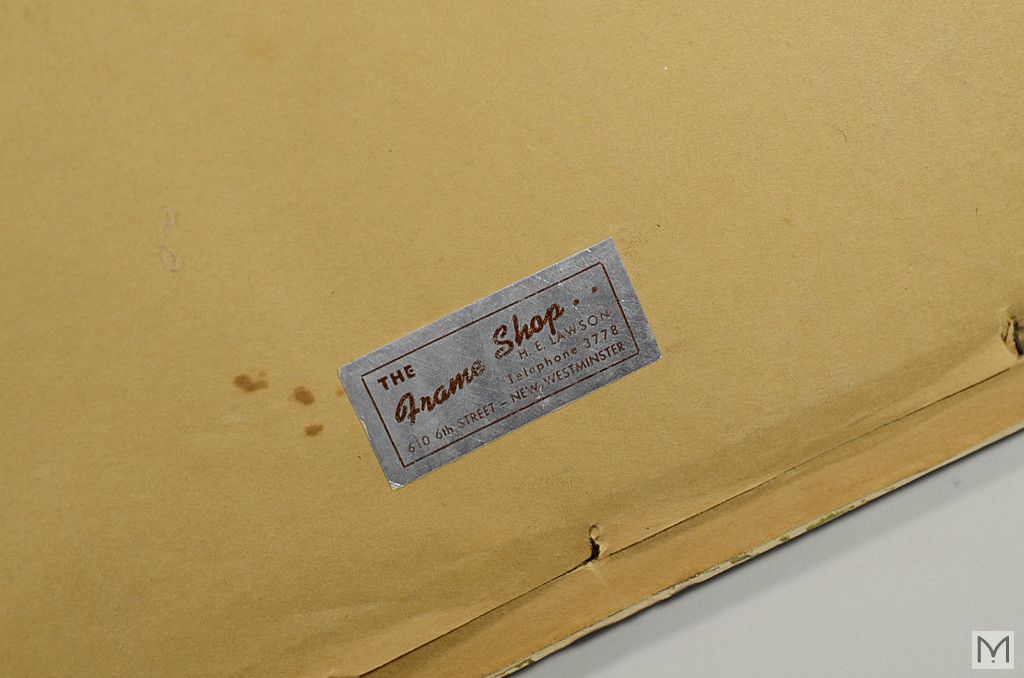 THE
Frame Shop..
H. E. LAWSON
Telephone 3778
610 6th STREET – NEW WESTMINSTER
M